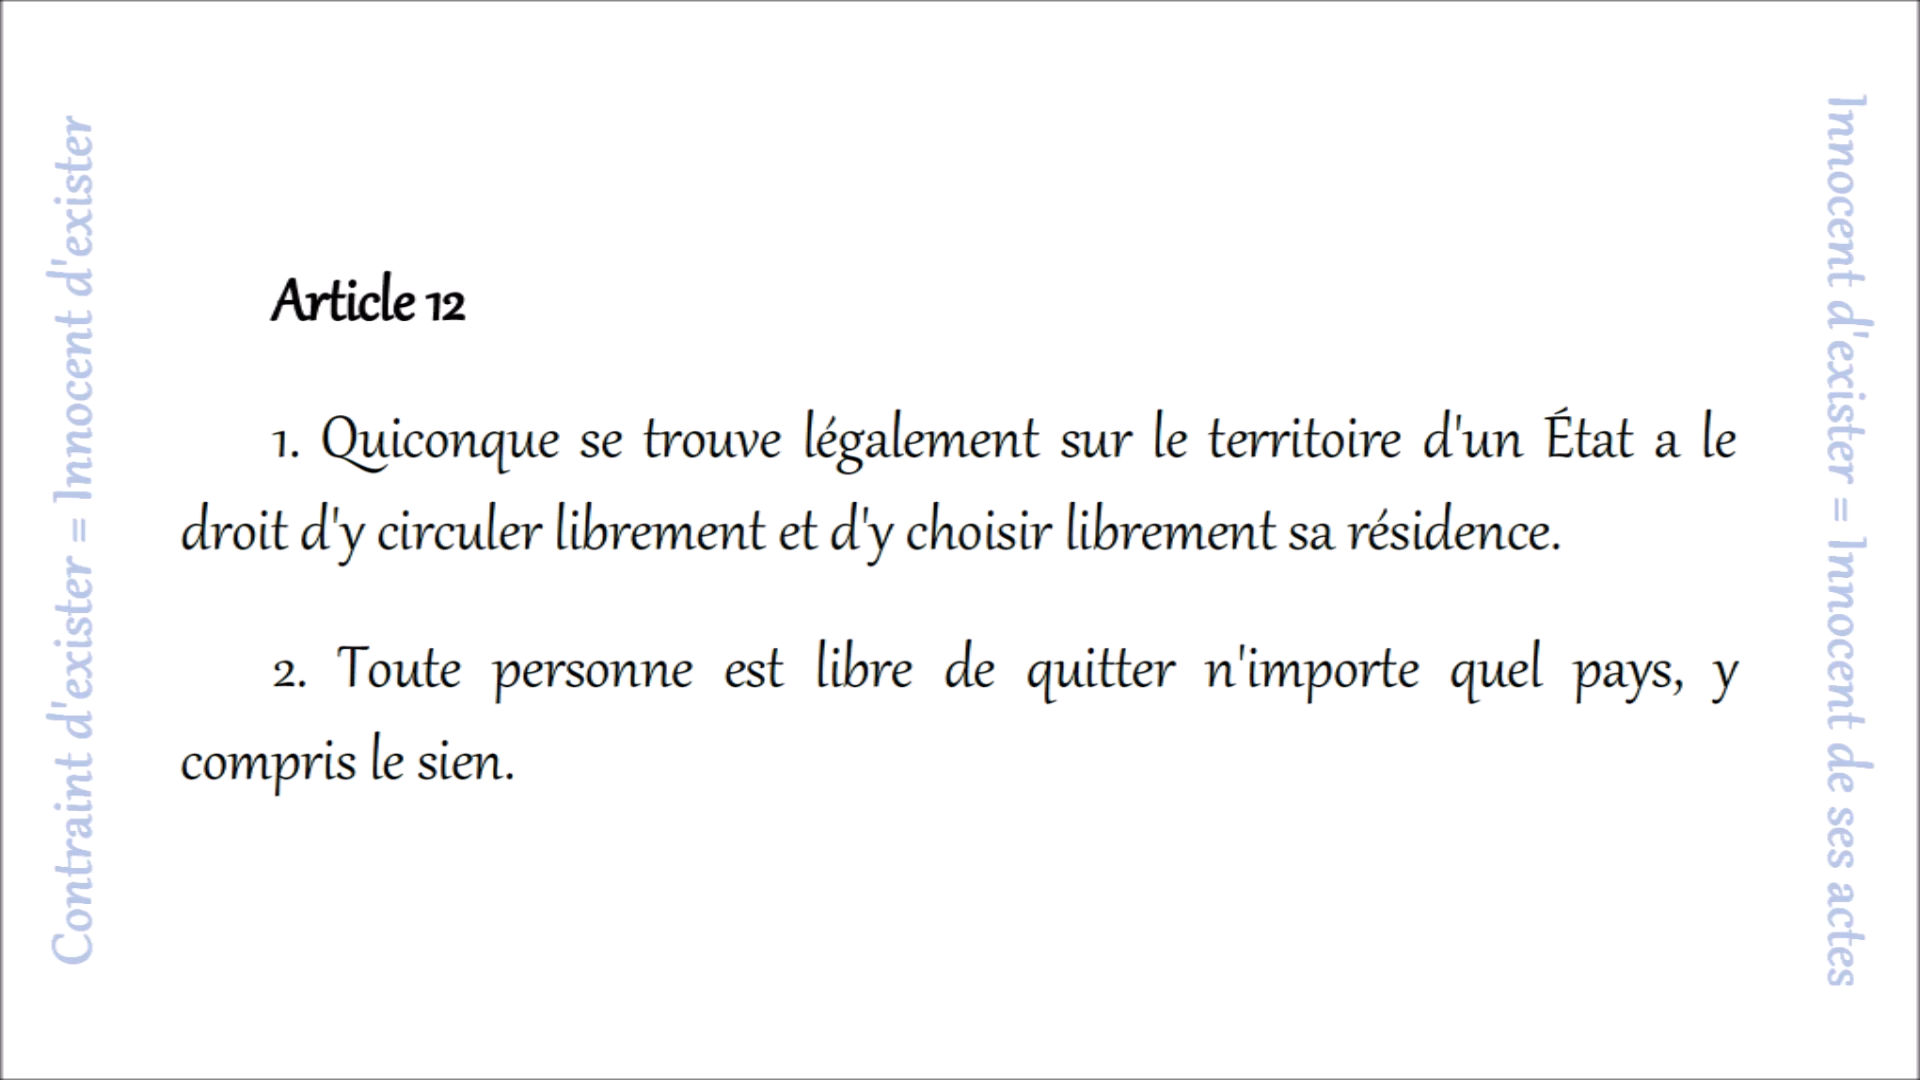 Contraint d'exister = Innocent d'exister
Article 12
1. Quiconque se trouve légalement sur le territoire d'un État a le
droit d'y circuler librement et d'y choisir librement sa résidence.
2. Toute personne est libre de quitter n'importe quel pays, y
compris le sien.
Innocent d'exister = Innocent de ses actes